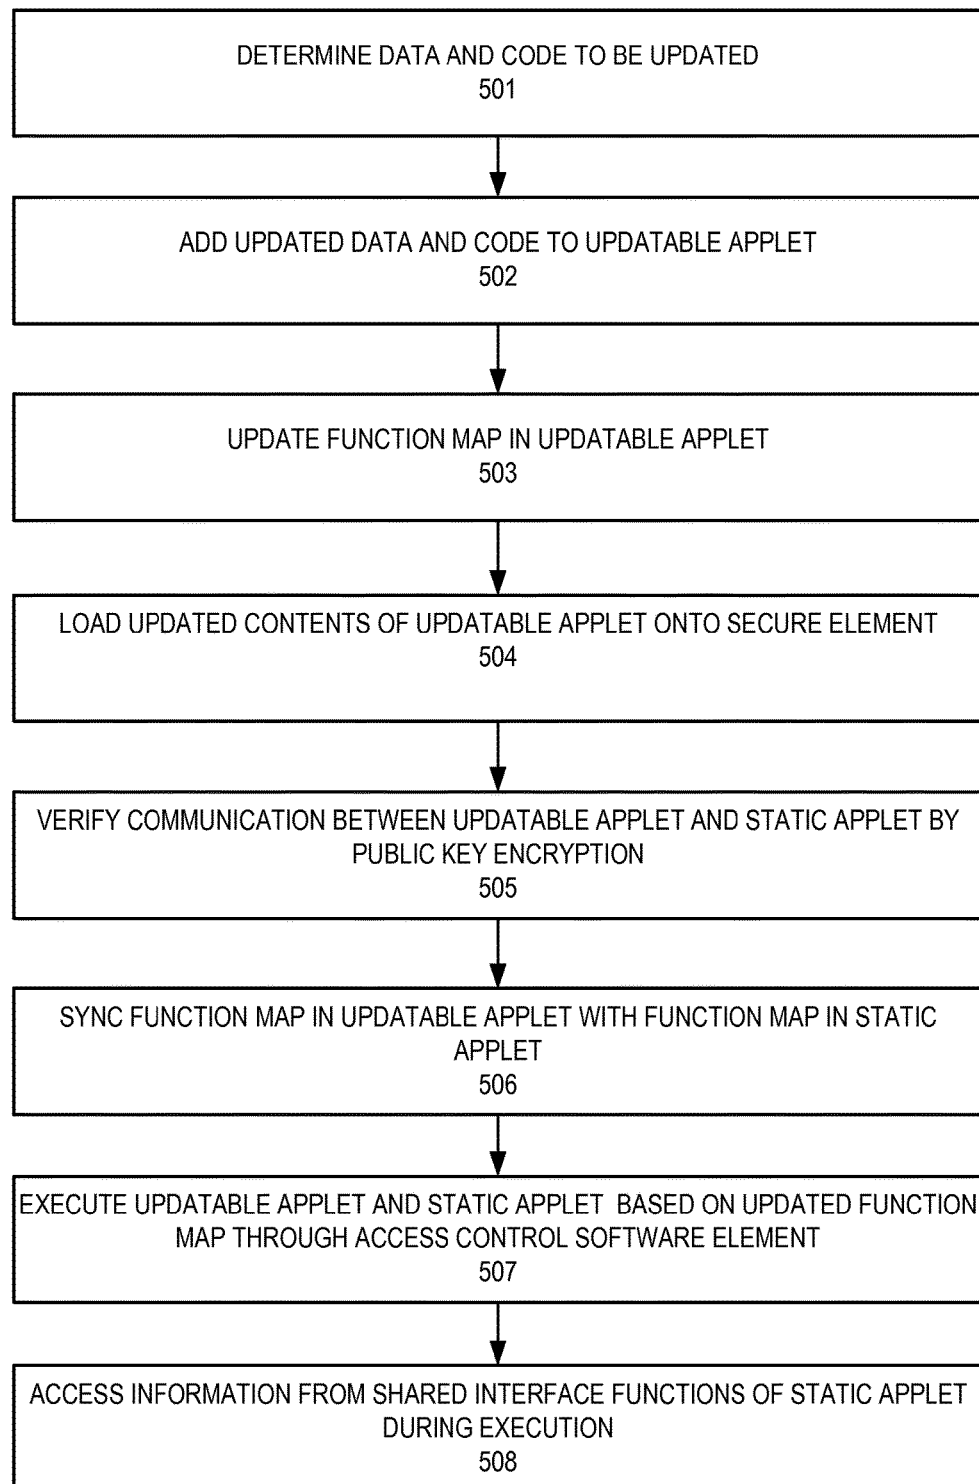 DETERMINE DATA AND CODE TO BE UPDATED
501
ADD UPDATED DATA AND CODE TO UPDATABLE APPLET
502
UPDATE FUNCTION MAP IN UPDATABLE APPLET
503
LOAD UPDATED CONTENTS OF UPDATABLE APPLET ONTO SECURE ELEMENT
504
VERIFY COMMUNICATION BETWEEN UPDATABLE APPLET AND STATIC APPLET BY
PUBLIC KEY ENCRYPTION
505
SYNC FUNCTION MAP IN UPDATABLE APPLET WITH FUNCTION MAP IN STATIC
APPLET
506
EXECUTE UPDATABLE APPLET AND STATIC APPLET BASED ON UPDATED FUNCTION
MAP THROUGH ACCESS CONTROL SOFTWARE ELEMENT
507
ACCESS INFORMATION FROM SHARED INTERFACE FUNCTIONS OF STATIC APPLET
DURING EXECUTION
508